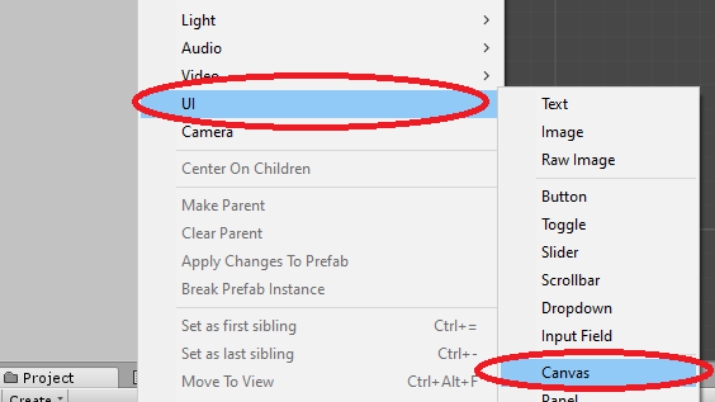 Light
Audio
Video
UI
Camera
Center On Children
Make Parent
Clear Parent
Apply Changes To Prefab
Break Prefab Instance
Set as first sibling Ctrl+=
Set as last sibling Ctrl+-
Move To View Ctrl+Alt+F
Text
Image
Raw Image
Button
Toggle
Slider
Scrollbar
Dropdown
Input Field
Canvas
Panel
Project
Create